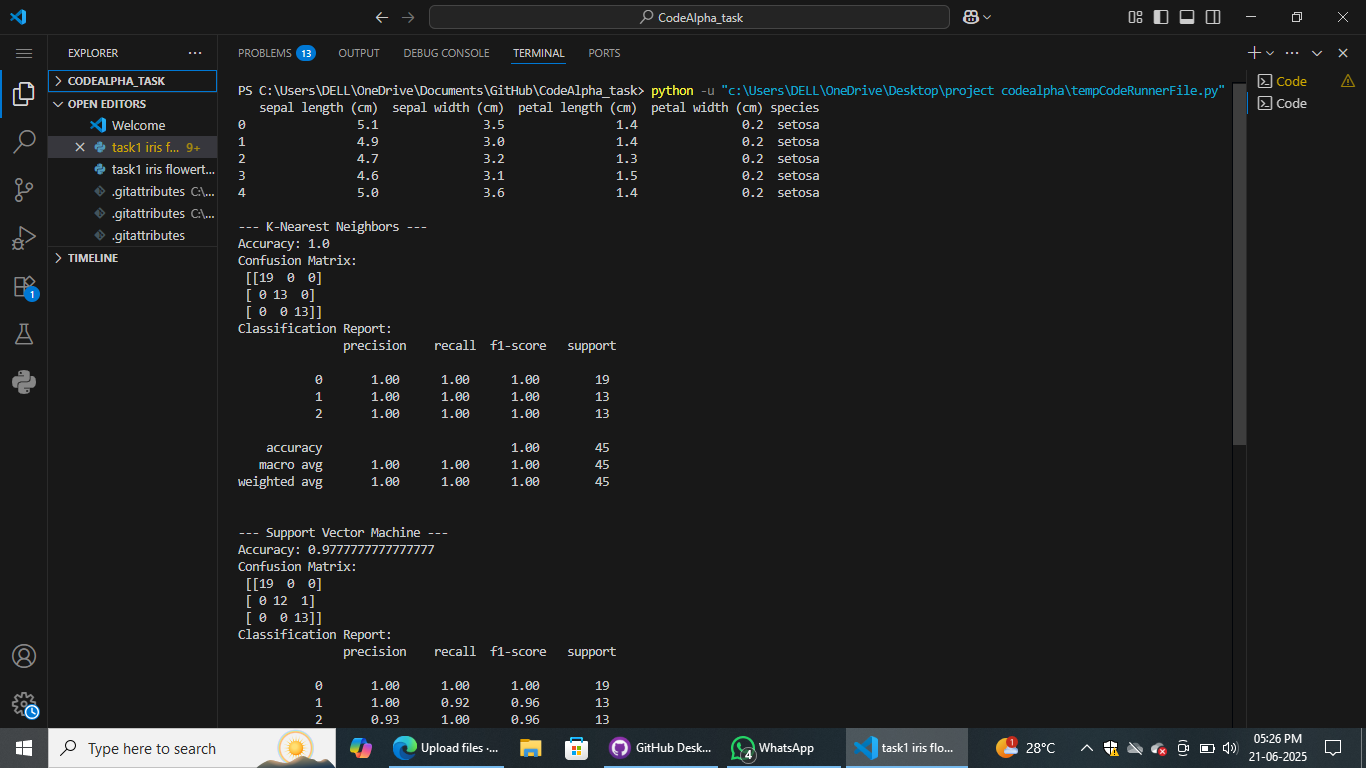 CodeAlpha_task
EXPLORER
CODEALPHA_TASK
OPEN EDITORS
Welcome
task1 iris f... 9+
task1 iris flowert...
.gitattributes C:\...
.gitattributes C:\...
.gitattributes
TIMELINE
1
PROBLEMS 13 OUTPUT DEBUG CONSOLE TERMINAL PORTS
Code
Code
PS C:\Users\DELL\OneDrive\Documents\GitHub\CodeAlpha_task> python -u "c:\Users\DELL\OneDrive\Desktop\project codealpha\tempCodeRunnerFile.py"
sepal length (cm) sepal width (cm) petal length (cm) petal width (cm) species
0 5.1 3.5 1.4 0.2 setosa
1 4.9 3.0 1.4 0.2 setosa
2 4.7 3.2 1.3 0.2 setosa
3 4.6 3.1 1.5 0.2 setosa
4 5.0 3.6 1.4 0.2 setosa
--- K-Nearest Neighbors ---
Accuracy: 1.0
Confusion Matrix:
[[19 0 0]
[ 0 13 0]
[ 0 0 13]]
Classification Report:
precision recall f1-score support
0 1.00 1.00 1.00 19
1 1.00 1.00 1.00 13
2 1.00 1.00 1.00 13
accuracy 1.00 45
macro avg 1.00 1.00 1.00 45
weighted avg 1.00 1.00 1.00 45
--- Support Vector Machine ---
Accuracy: 0.9777777777777777
Confusion Matrix:
[[19 0 0]
[ 0 12 1]
[ 0 0 13]]
Classification Report:
precision recall f1-score support
0 1.00 1.00 1.00 19
1 1.00 0.92 0.96 13
2 0.93 1.00 0.96 13
Type here to search
Upload files -...
GitHub Desk...
4 WhatsApp
task1 iris flo...
1 28°C
05:26 PM
21-06-2025